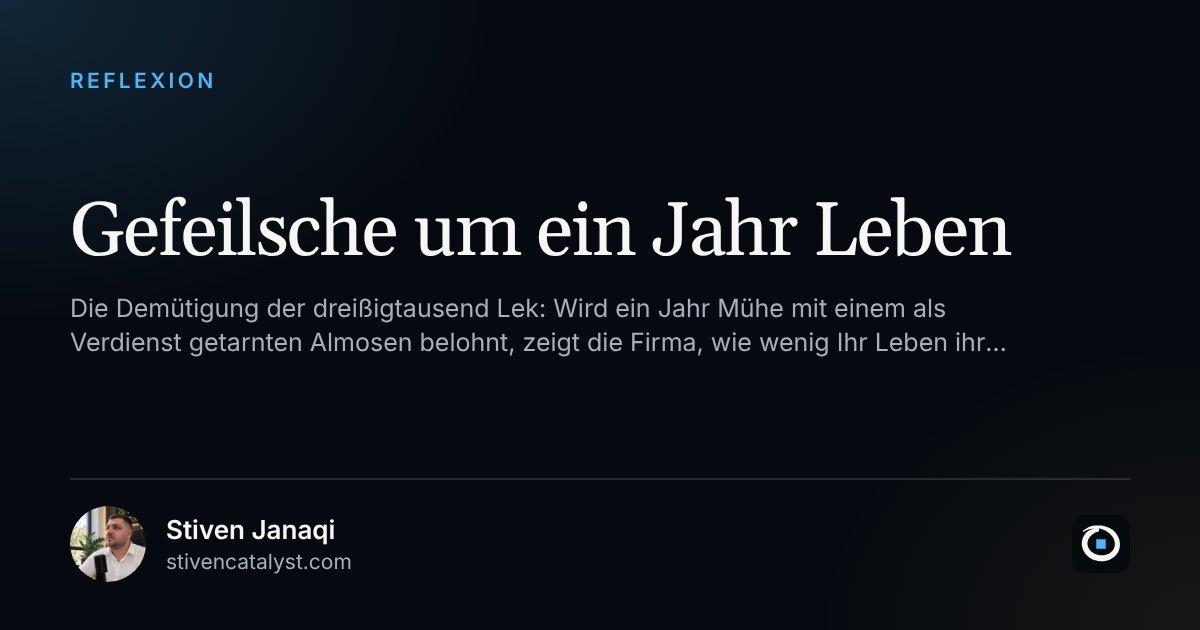 REFLEXION
Gefeilsche um ein Jahr Leben
Die Demütigung der dreißigtausend Lek: Wird ein Jahr Mühe mit einem als
Verdienst getarnten Almosen belohnt, zeigt die Firma, wie wenig Ihr Leben ihr…
Stiven Janaqi
stivencatalyst.com